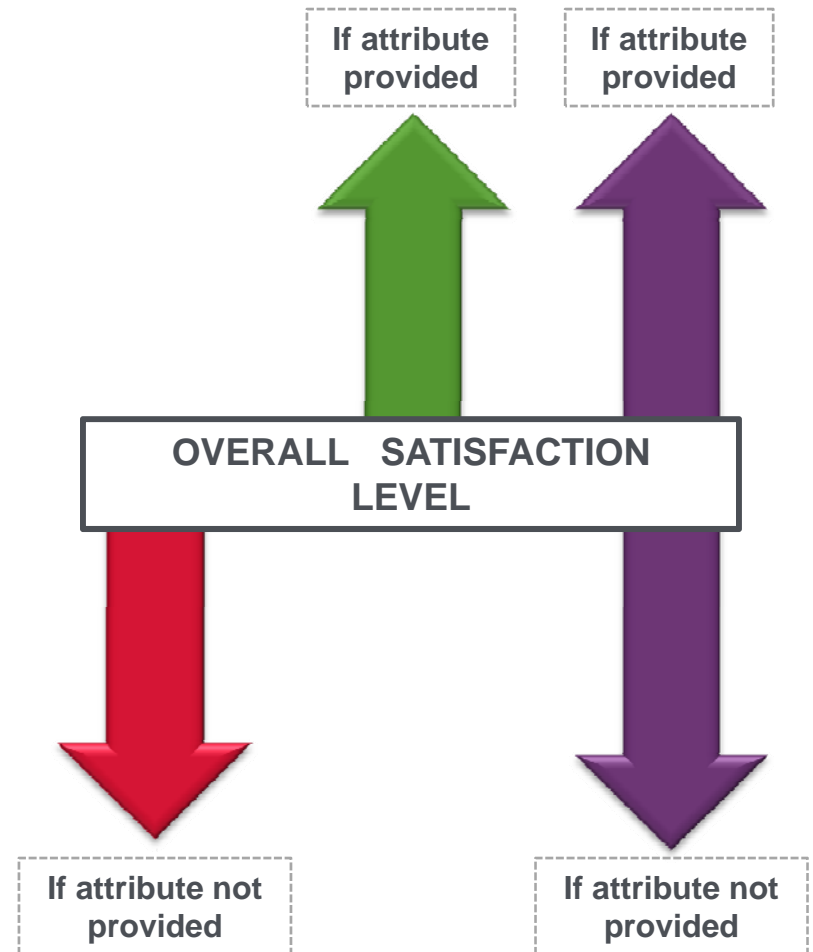 If attribute
provided
If attribute
provided
OVERALL SATISFACTION
LEVEL
If attribute not
provided
If attribute not
provided